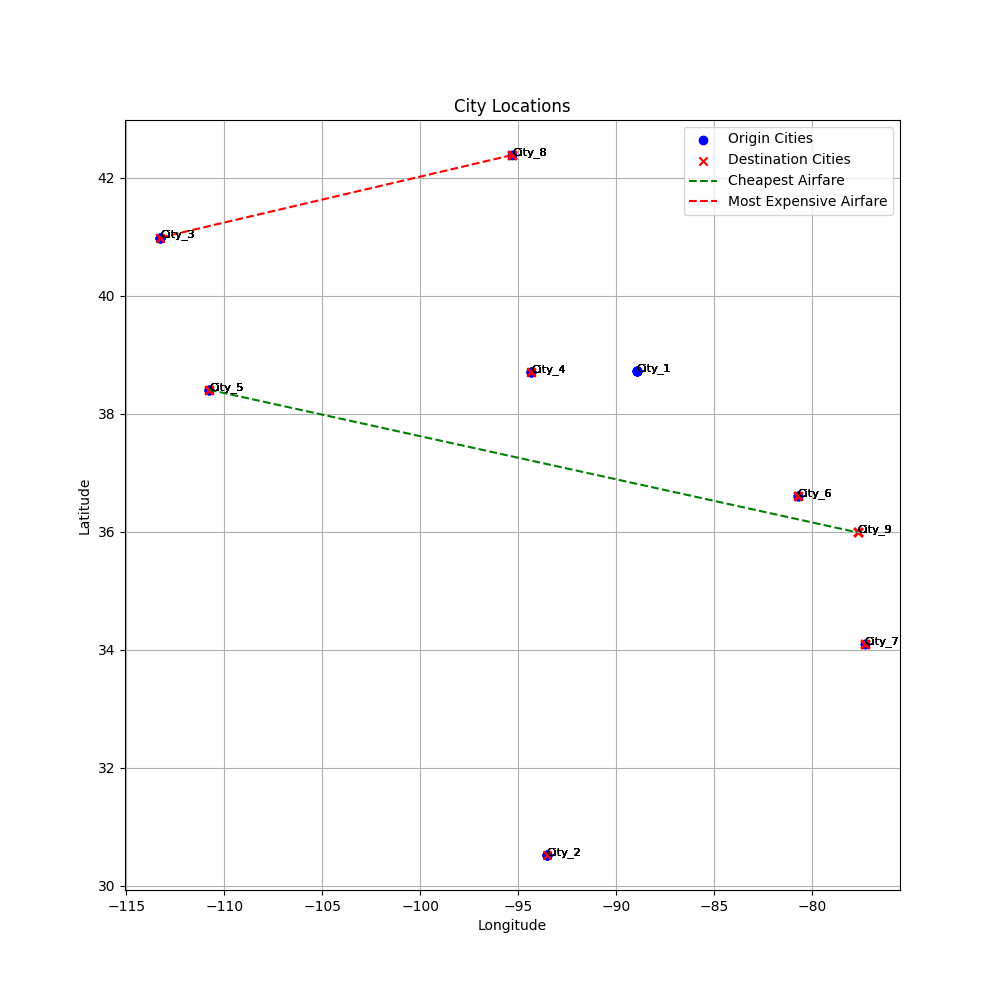 City Locations
Origin Cities
Destination Cities
Cheapest Airfare
Most Expensive Airfare
City_8
City_3
City_4
City_1
City_5
City_6
City_9
City_7
City_2
Latitude
42
40
38
36
34
32
30
−115
−110
−105
−100
−95
−90
−85
−80
Longitude